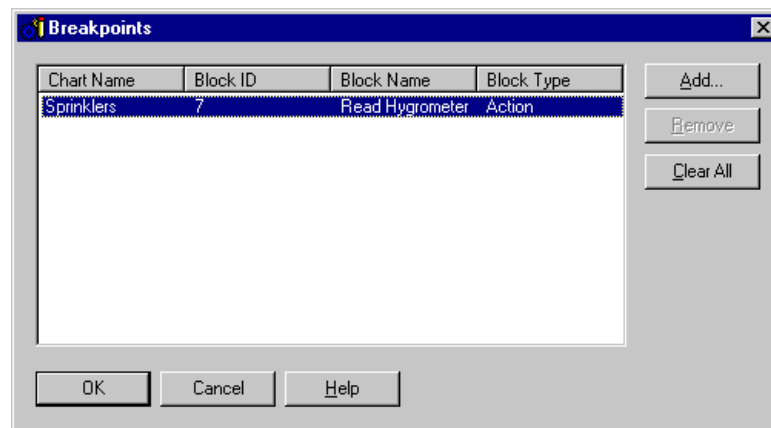 Breakpoints
Chart Name Block ID Block Name Block Type
Sprinklers 7 Read Hygrometer Action
Add...
Remove
Clear All
OK Cancel Help